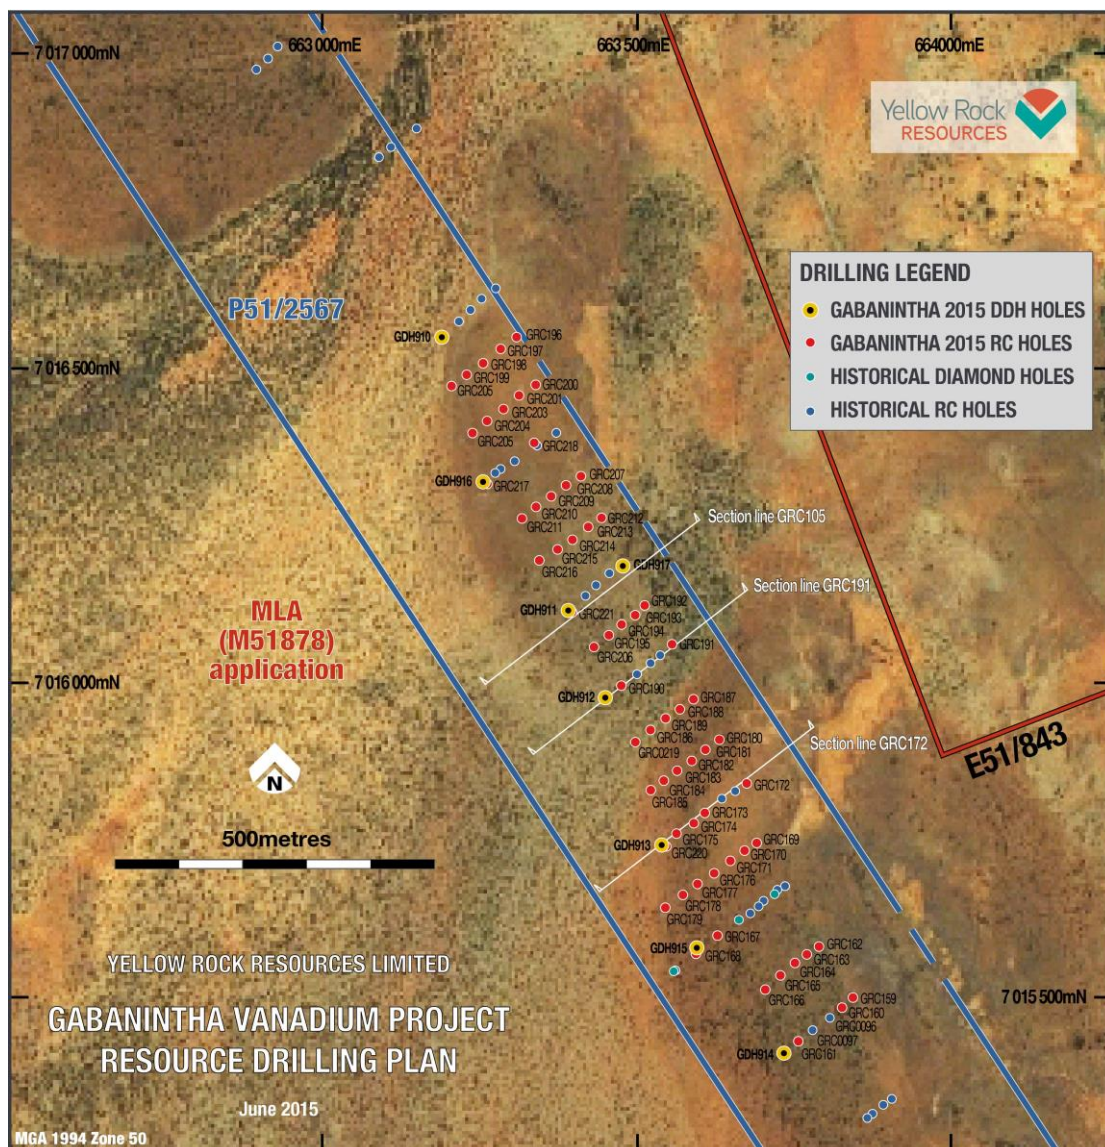 663 000mE
663 500mE
664000mE
7 017 000mN
Yellow Rock
RESOURCES
DRILLING LEGEND
GABANINTHA 2015 DDH HOLES
GABANINTHA 2015 RC HOLES
HISTORICAL DIAMOND HOLES
HISTORICAL RC HOLES
P51/2567
GDH910
GRC196
GRC197
GRC198
GRC199
GRC205
7 016 500mN
GRC200
GRC201
GRC203
GRC204
GRC205
GRC218
GDH916
GRC217
GRC207
GRC208
GRC209
GRC210
GRC211
GRC212
GRC213
GRC214
GRC215
GRC216
Section line GRC105
GDH917
GDH911
GRC221
Section line GRC191
GRC192
GRC193
GRC194
GRC195
GRC206
GRC191
MLA
(M51878)
application
7 016 000mN
GDH912
GRC190
GRC187
GRC188
GRC189
GRC186
GRC0219
GRC180
GRC181
GRC182
GRC183
GRC184
GRC185
Section line GRC172
E51/843
N
500metres
GRC172
GRC173
GRC174
GRC175
GDH913
GRC220
GRC169
GRC170
GRC171
GRC176
GRC177
GRC178
GRC179
GRC167
GDH915
GRC168
GRC162
GRC163
GRC164
GRC165
GRC166
7 015 500mN
GRC159
GRC160
GRC0096
GRC0097
GDH914
GRC161
YELLOW ROCK RESOURCES LIMITED
GABANINTHA VANADIUM PROJECT
RESOURCE DRILLING PLAN
June 2015
MGA 1994 Zone 50